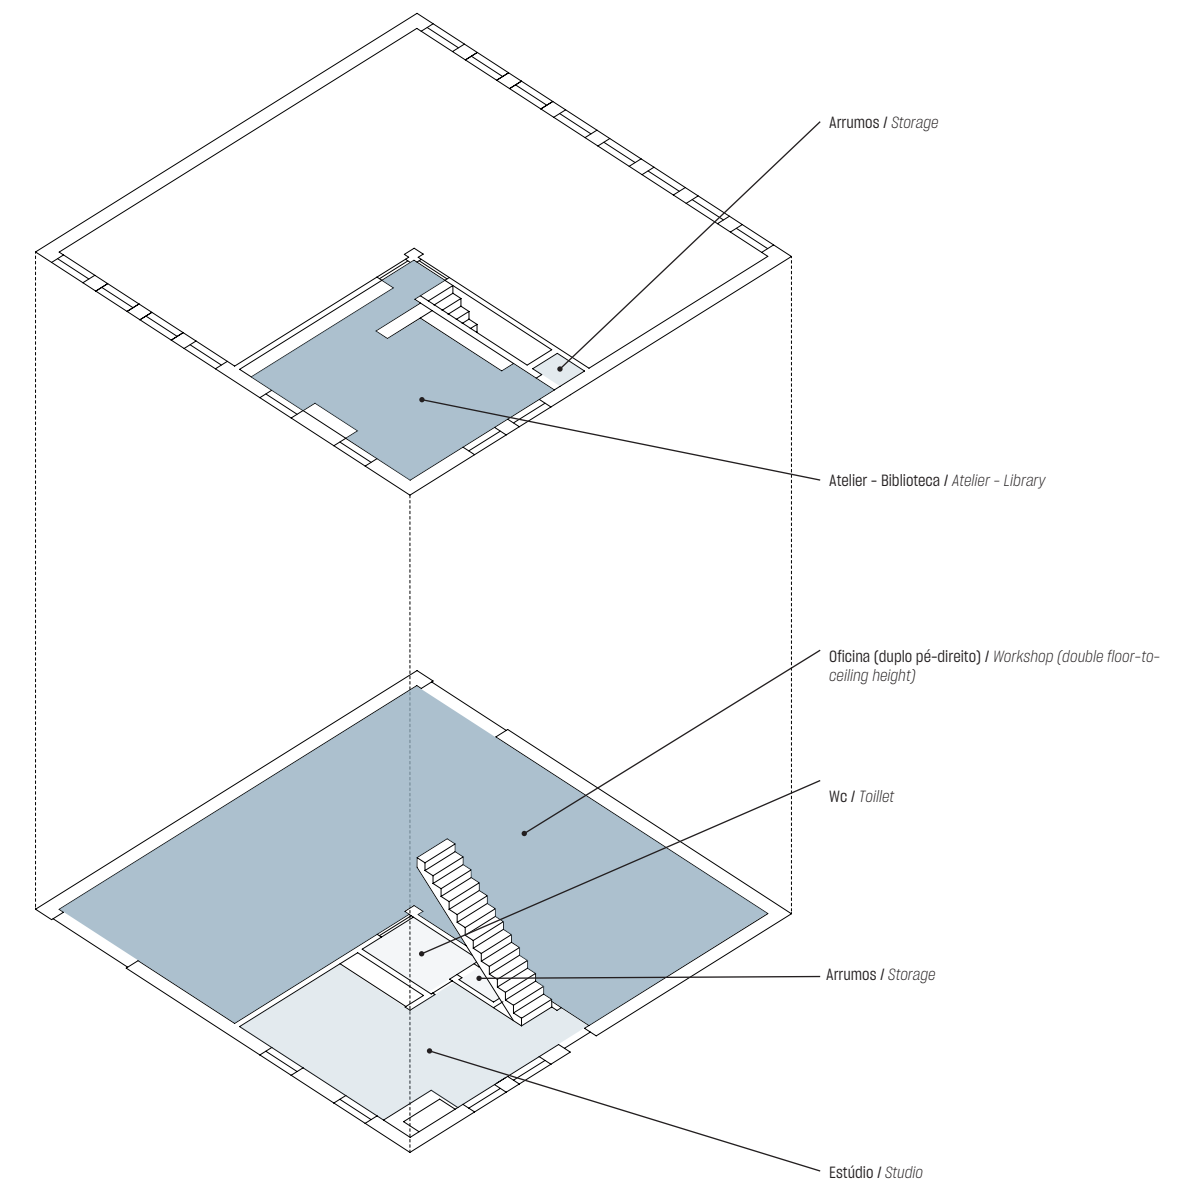 Arrumos / Storage
Atelier - Biblioteca / Atelier - Library
Oficina (duplo pé-direito) / Workshop (double floor-to-
ceiling height)
Wc / Toillet
Arrumos / Storage
Estúdio / Studio